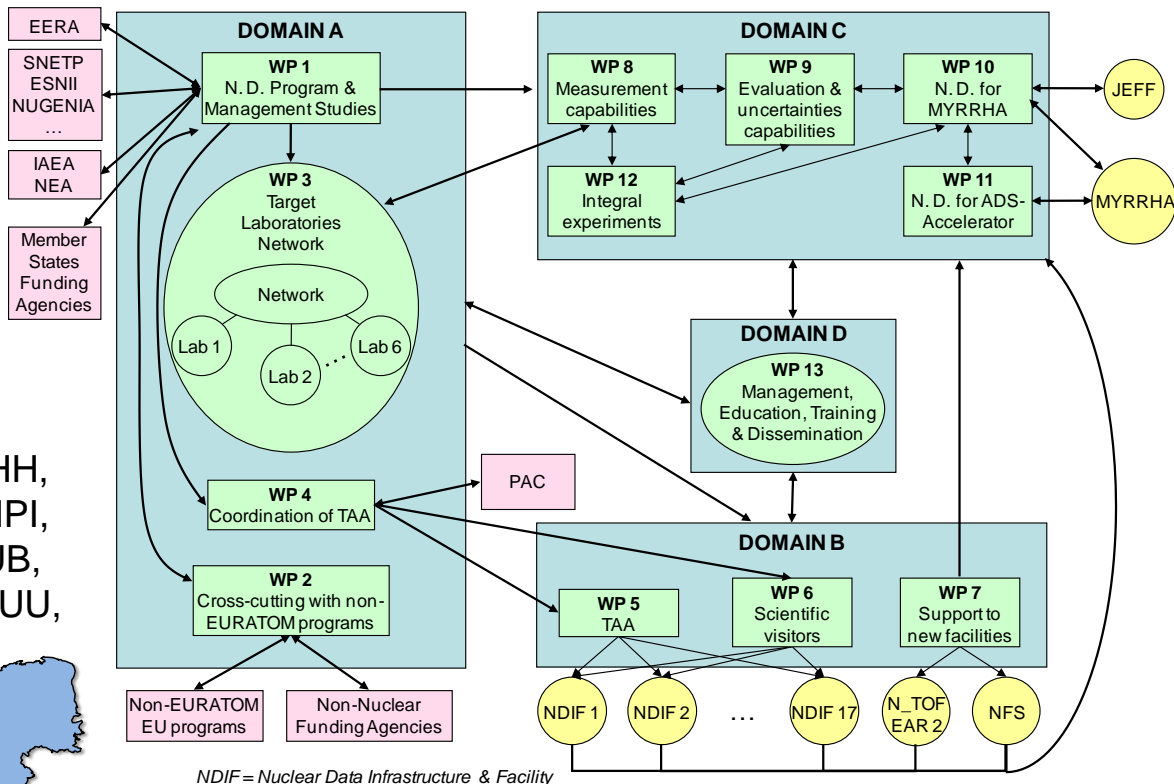 EERA
SNETP
ESNII
NUGENIA
…
IAEA
NEA
Member
States
Funding
Agencies
DOMAIN A
WP 1
N. D. Program &
Management Studies
WP 3
Target
Laboratories
Network
Network
Lab 1
Lab 2
Lab 6
WP 4
Coordination of TAA
WP 2
Cross-cutting with non-
EURATOM programs
Non-EURATOM
EU programs
Non-Nuclear
Funding Agencies
PAC
DOMAIN C
WP 8
Measurement
capabilities
WP 9
Evaluation &
uncertainties
capabilities
WP 10
N. D. for
MYRRHA
WP 12
Integral
experiments
WP 11
N. D. for ADS-
Accelerator
JEFF
MYRRHA
DOMAIN D
WP 13
Management,
Education, Training
& Dissemination
DOMAIN B
WP 5
TAA
WP 6
Scientific
visitors
WP 7
Support to
new facilities
NDIF 1
NDIF 2
…
NDIF 17
N_TOF
EAR 2
NFS
NDIF = Nuclear Data Infrastructure & Facility
HH,
IPI,
JB,
UU,